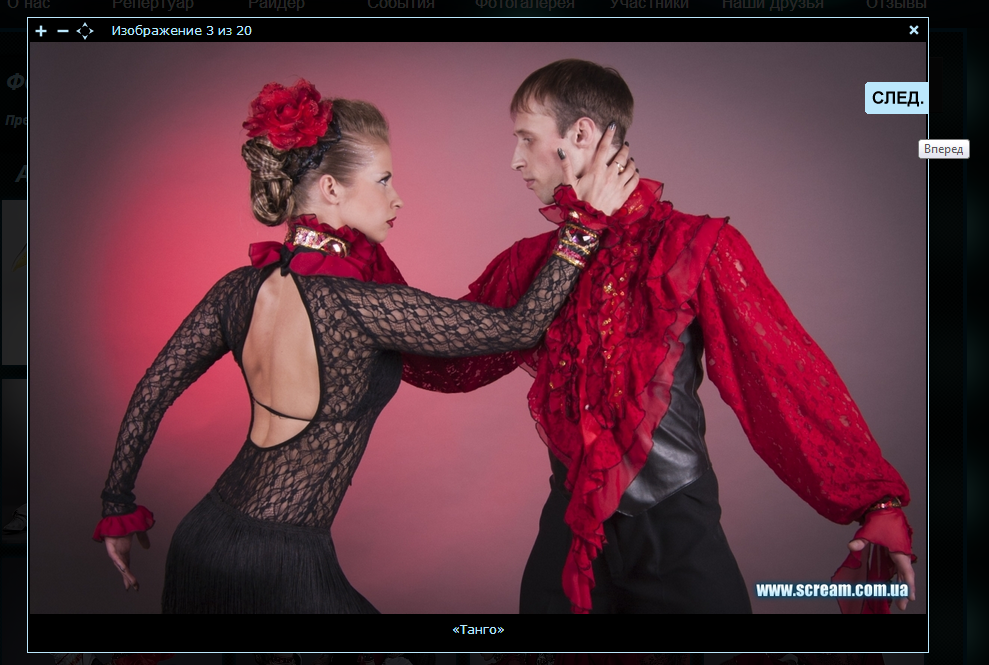 О нас Репертуар Райдер События Фотогалерея Участники Наши друзья Отзывы
Изображение 3 из 20
СЛЕД.
Вперед
www.scream.com.ua
«Танго»